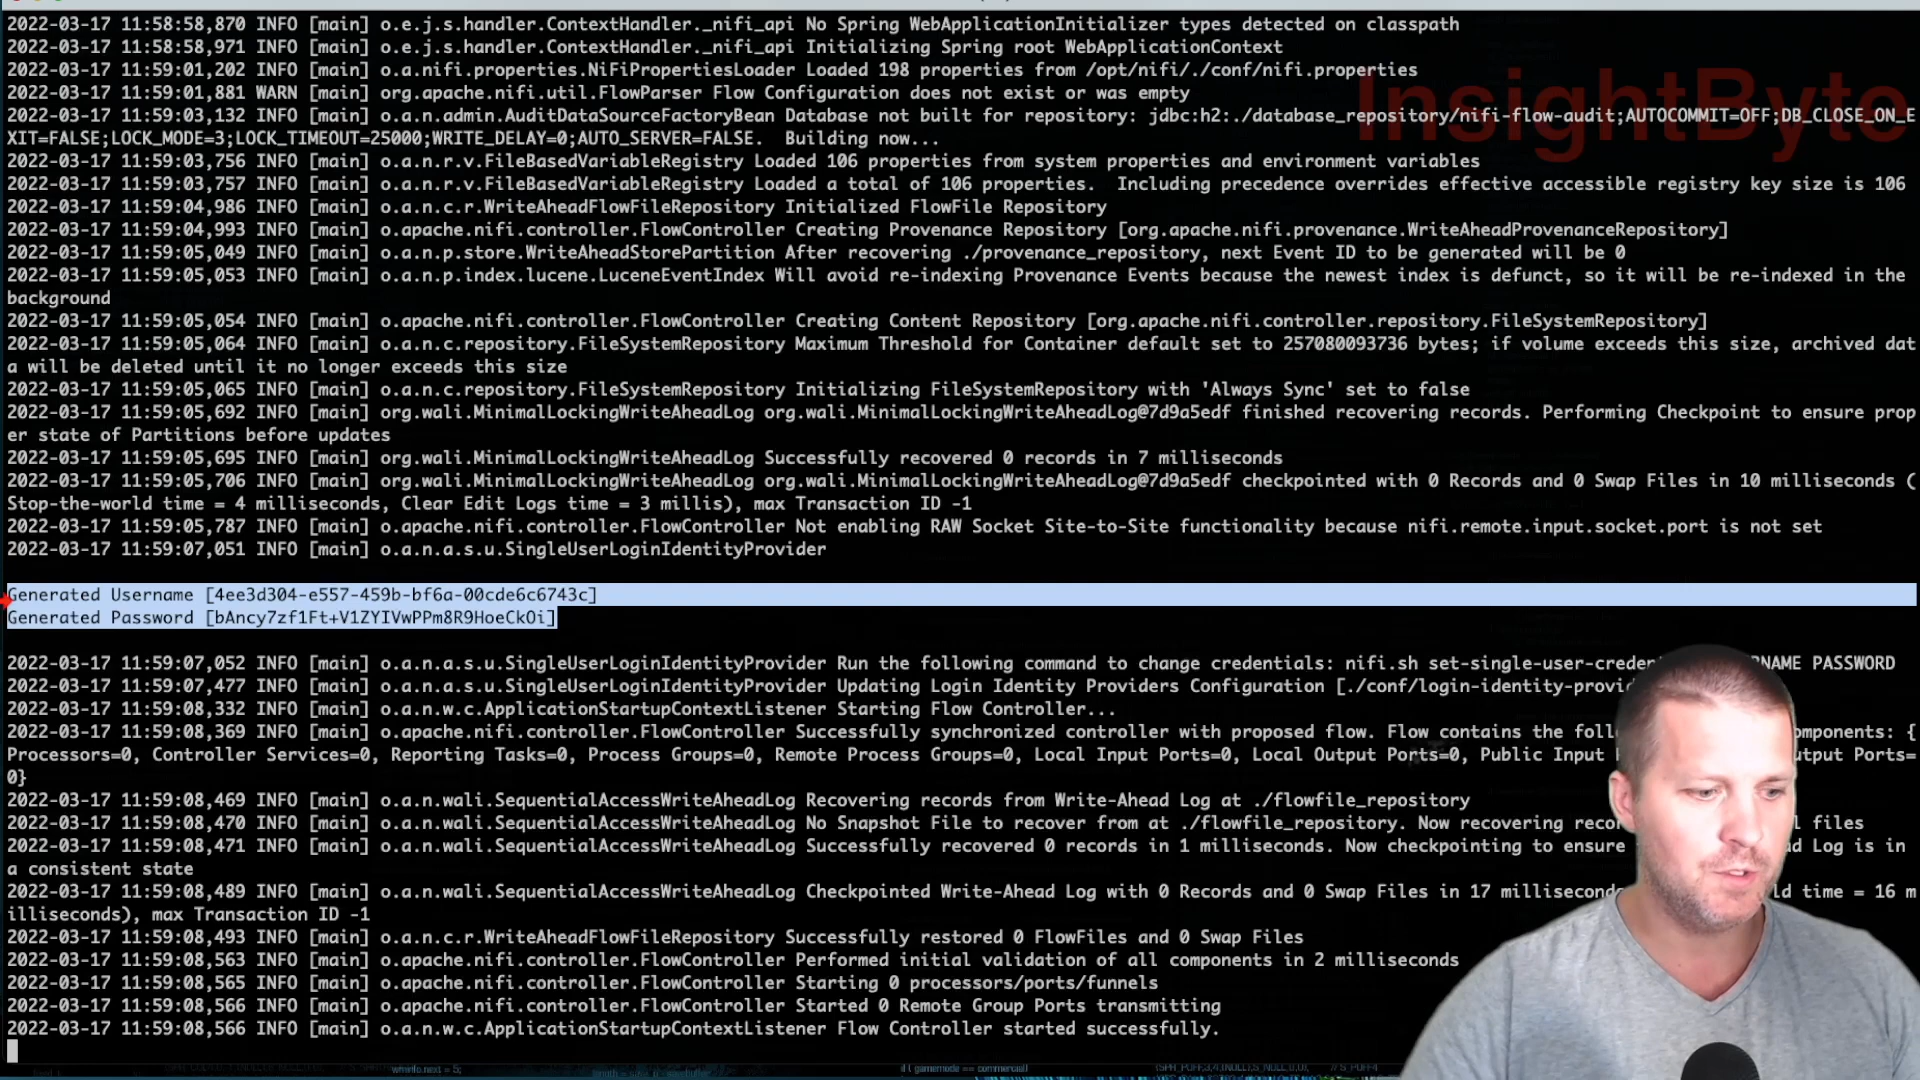 2022-03-17 11:58:58,870 INFO [main] o.e.j.s.handler.ContextHandler._nifi_api No Spring WebApplicationInitializer types detected on classpath
2022-03-17 11:58:58,971 INFO [main] o.e.j.s.handler.ContextHandler._nifi_api Initializing Spring root WebApplicationContext
2022-03-17 11:59:01,202 INFO [main] o.a.nifi.properties.NiFiPropertiesLoader Loaded 198 properties from /opt/nifi/./conf/nifi.properties
2022-03-17 11:59:01,881 WARN [main] org.apache.nifi.util.FlowParser Flow Configuration does not exist or was empty
InsightByte
2022-03-17 11:59:03,132 INFO [main] o.a.n.admin.AuditDataSourceFactoryBean Database not built for repository: jdbc:h2:./database_repository/nifi-flow-audit;AUTOCOMMIT=OFF;DB_CLOSE_ON_E
XIT=FALSE;LOCK_MODE=3;LOCK_TIMEOUT=25000;WRITE_DELAY=0;AUTO_SERVER=FALSE.  Building now...
2022-03-17 11:59:03,756 INFO [main] o.a.n.r.v.FileBasedVariableRegistry Loaded 106 properties from system properties and environment variables
2022-03-17 11:59:03,757 INFO [main] o.a.n.r.v.FileBasedVariableRegistry Loaded a total of 106 properties.  Including precedence overrides effective accessible registry key size is 106
2022-03-17 11:59:04,986 INFO [main] o.a.n.c.r.WriteAheadFlowFileRepository Initialized FlowFile Repository
2022-03-17 11:59:04,993 INFO [main] o.apache.nifi.controller.FlowController Creating Provenance Repository [org.apache.nifi.provenance.WriteAheadProvenanceRepository]
2022-03-17 11:59:05,049 INFO [main] o.a.n.p.store.WriteAheadStorePartition After recovering ./provenance_repository, next Event ID to be generated will be 0
2022-03-17 11:59:05,053 INFO [main] o.a.n.p.index.lucene.LuceneEventIndex Will avoid re-indexing Provenance Events because the newest index is defunct, so it will be re-indexed in the
background
2022-03-17 11:59:05,054 INFO [main] o.apache.nifi.controller.FlowController Creating Content Repository [org.apache.nifi.controller.repository.FileSystemRepository]
2022-03-17 11:59:05,064 INFO [main] o.a.n.c.repository.FileSystemRepository Maximum Threshold for Container default set to 257080093736 bytes; if volume exceeds this size, archived dat
a will be deleted until it no longer exceeds this size
2022-03-17 11:59:05,065 INFO [main] o.a.n.c.repository.FileSystemRepository Initializing FileSystemRepository with 'Always Sync' set to false
2022-03-17 11:59:05,692 INFO [main] org.wali.MinimalLockingWriteAheadLog org.wali.MinimalLockingWriteAheadLog@7d9a5edf finished recovering records. Performing Checkpoint to ensure prop
er state of Partitions before updates
2022-03-17 11:59:05,695 INFO [main] org.wali.MinimalLockingWriteAheadLog Successfully recovered 0 records in 7 milliseconds
2022-03-17 11:59:05,706 INFO [main] org.wali.MinimalLockingWriteAheadLog org.wali.MinimalLockingWriteAheadLog@7d9a5edf checkpointed with 0 Records and 0 Swap Files in 10 milliseconds (
Stop-the-world time = 4 milliseconds, Clear Edit Logs time = 3 millis), max Transaction ID -1
2022-03-17 11:59:05,787 INFO [main] o.apache.nifi.controller.FlowController Not enabling RAW Socket Site-to-Site functionality because nifi.remote.input.socket.port is not set
2022-03-17 11:59:07,051 INFO [main] o.a.n.a.s.u.SingleUserLoginIdentityProvider
Generated Username [4ee3d304-e557-459b-bf6a-00cde6c6743c]
Generated Password [bAncy7zf1Ft+V1ZYIVwPPm8R9HoeCkOi]
2022-03-17 11:59:07,052 INFO [main] o.a.n.a.s.u.SingleUserLoginIdentityProvider Run the following command to change credentials: nifi.sh set-single-user-creden NAME PASSWORD
2022-03-17 11:59:07,477 INFO [main] o.a.n.a.s.u.SingleUserLoginIdentityProvider Updating Login Identity Providers Configuration [./conf/login-identity-provid
2022-03-17 11:59:08,332 INFO [main] o.a.n.w.c.ApplicationStartupContextListener Starting Flow Controller...
2022-03-17 11:59:08,369 INFO [main] o.apache.nifi.controller.FlowController Successfully synchronized controller with proposed flow. Flow contains the foll omponents: {
Processors=0, Controller Services=0, Reporting Tasks=0, Process Groups=0, Remote Process Groups=0, Local Input Ports=0, Local Output Ports=0, Public Input utput Ports=
0}
2022-03-17 11:59:08,469 INFO [main] o.a.n.wali.SequentialAccessWriteAheadLog Recovering records from Write-Ahead Log at ./flowfile_repository
2022-03-17 11:59:08,470 INFO [main] o.a.n.wali.SequentialAccessWriteAheadLog No Snapshot File to recover from at ./flowfile_repository. Now recovering recor l files
2022-03-17 11:59:08,471 INFO [main] o.a.n.wali.SequentialAccessWriteAheadLog Successfully recovered 0 records in 1 milliseconds. Now checkpointing to ensure ad Log is in
a consistent state
2022-03-17 11:59:08,489 INFO [main] o.a.n.wali.SequentialAccessWriteAheadLog Checkpointed Write-Ahead Log with 0 Records and 0 Swap Files in 17 milliseconds ld time = 16 m
illiseconds), max Transaction ID -1
2022-03-17 11:59:08,493 INFO [main] o.a.n.c.r.WriteAheadFlowFileRepository Successfully restored 0 FlowFiles and 0 Swap Files
2022-03-17 11:59:08,563 INFO [main] o.apache.nifi.controller.FlowController Performed initial validation of all components in 2 milliseconds
2022-03-17 11:59:08,565 INFO [main] o.apache.nifi.controller.FlowController Starting 0 processors/ports/funnels
2022-03-17 11:59:08,566 INFO [main] o.apache.nifi.controller.FlowController Started 0 Remote Group Ports transmitting
2022-03-17 11:59:08,566 INFO [main] o.a.n.w.c.ApplicationStartupContextListener Flow Controller started successfully.